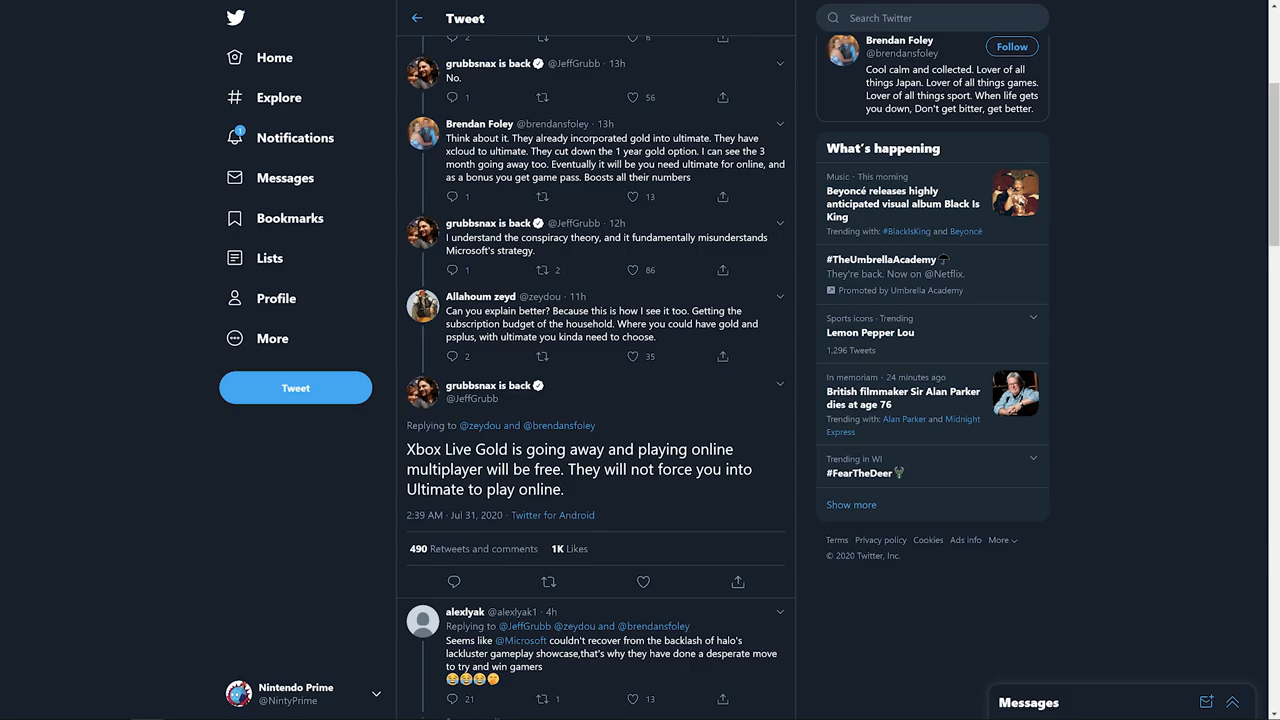 Home
Explore
1
Notifications
Messages
Bookmarks
Lists
Profile
More
Tweet
Nintendo Prime
@NintyPrime
Tweet
2
6
grubbsnax is back @JeffGrubb · 13h
No.
1
56
Brendan Foley @brendansfoley · 13h
Think about it. They already incorporated gold into ultimate. They have
xcloud to ultimate. They cut down the 1 year gold option. I can see the 3
month going away too. Eventually it will be you need ultimate for online, and
as a bonus you get game pass. Boosts all their numbers
1
13
grubbsnax is back @JeffGrubb · 12h
I understand the conspiracy theory, and it fundamentally misunderstands
Microsoft's strategy.
1
2
86
Allahoum zeyd @zeydou · 11h
Can you explain better? Because this is how I see it too. Getting the
subscription budget of the household. Where you could have gold and
psplus, with ultimate you kinda need to choose.
2
35
grubbsnax is back
@JeffGrubb
Replying to @zeydou and @brendansfoley
Xbox Live Gold is going away and playing online
multiplayer will be free. They will not force you into
Ultimate to play online.
2:39 AM · Jul 31, 2020 · Twitter for Android
490 Retweets and comments 1K Likes
alexlyak @alexlyak1 · 4h
Replying to @JeffGrubb @zeydou and @brendansfoley
Seems like @Microsoft couldn't recover from the backlash of halo's
lackluster gameplay showcase,that's why they have done a desperate move
to try and win gamers
😂😂😂🤭
21
1
13
Search Twitter
Brendan Foley
@brendansfoley
Follow
Cool calm and collected. Lover of all
things Japan. Lover of all things games.
Lover of all things sport. When life gets
you down, Don't get bitter, get better.
What's happening
Music · This morning
Beyoncé releases highly
anticipated visual album Black Is
King
Trending with: #BlackIsKing and Beyoncé
#TheUmbrellaAcademy
They're back. Now on @Netflix.
Promoted by Umbrella Academy
Sports icons · Trending
Lemon Pepper Lou
1,296 Tweets
In memoriam · 24 minutes ago
British filmmaker Sir Alan Parker
dies at age 76
Trending with: Alan Parker and Midnight
Express
Trending in WI
#FearTheDeer
Show more
Terms Privacy policy Cookies Ads info More
© 2020 Twitter, Inc.
Messages